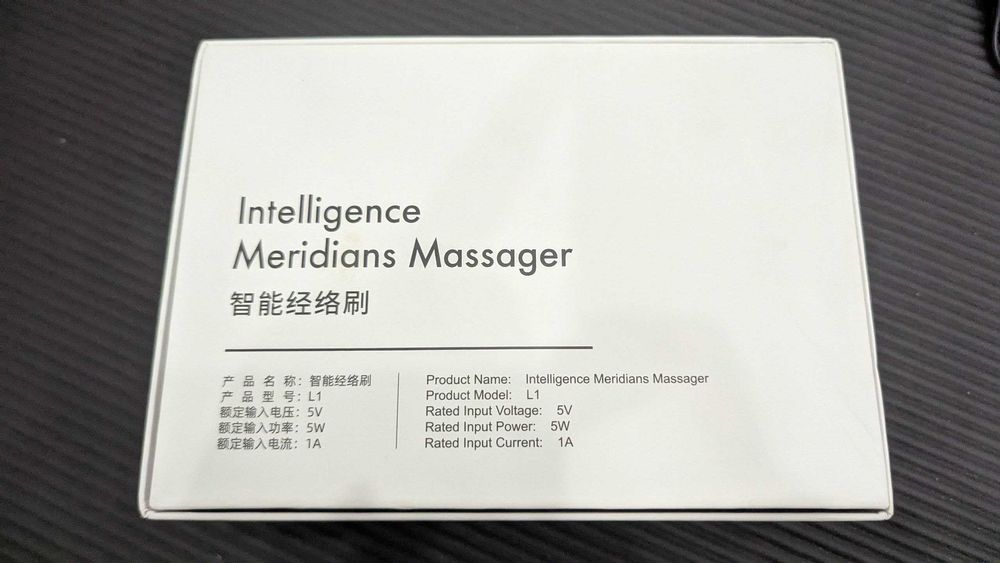 Intelligence
Meridians Massager
智能经络刷
产品名称：智能经络刷
产品型号：L1
额定输入电压：5V
额定输入功率：5W
额定输入电流：1A
Product Name: Intelligence Meridians Massager
Product Model: L1
Rated Input Voltage: 5V
Rated Input Power: 5W
Rated Input Current: 1A